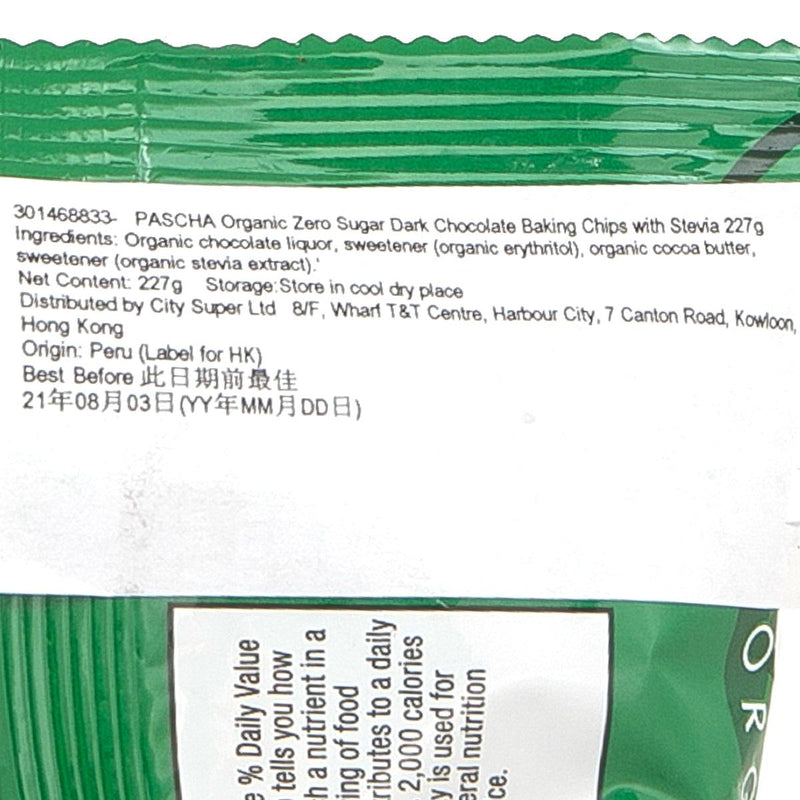 301468833- PASCHA Organic Zero Sugar Dark Chocolate Baking Chips with Stevia 227g
Ingredients: Organic chocolate liquor, sweetener (organic erythritol), organic cocoa butter,
sweetener (organic stevia extract).'
Net Content: 227g Storage:Store in cool dry place
Distributed by City Super Ltd 8/F, Wharf T&T Centre, Harbour City, 7 Canton Road, Kowloon,
Hong Kong
Origin: Peru (Label for HK)
Best Before 此日期前最佳
21年08月03日(YY年MM月DD日)
% Daily Value
tells you how
a nutrient in a
of food
to a daily
2,000 calories
is used for
nutrition
ORG